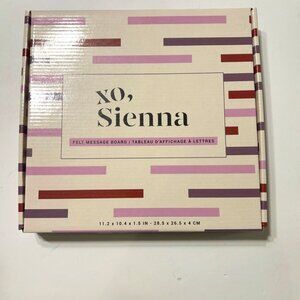 xo,
Sienna
FELT MESSAGE BOARD | TABLEAU D'AFFICHAGE À LETTRES
11.2 x 10.4 x 1.5 IN - 28.5 x 26.5 x 4 CM